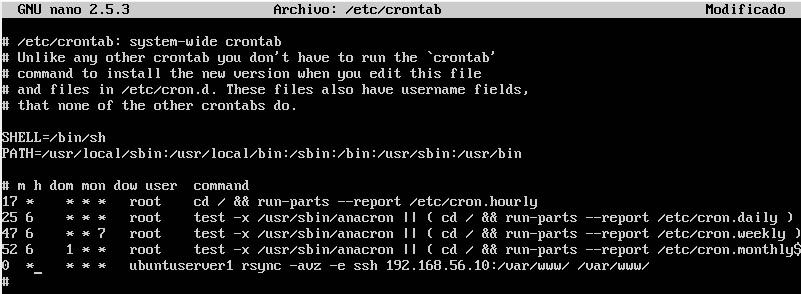 GNU nano 2.5.3 Archivo: /etc/crontab Modificado
# /etc/crontab: system-wide crontab
# Unlike any other crontab you don't have to run the `crontab'
# command to install the new version when you edit this file
# and files in /etc/cron.d. These files also have username fields,
# that none of the other crontabs do.
SHELL=/bin/sh
PATH=/usr/local/sbin:/usr/local/bin:/sbin:/bin:/usr/sbin:/usr/bin
# m h dom mon dow user  command
17 *    * * *   root    cd / && run-parts --report /etc/cron.hourly
25 6    * * *   root    test -x /usr/sbin/anacron || ( cd / && run-parts --report /etc/cron.daily )
47 6    * * 7   root    test -x /usr/sbin/anacron || ( cd / && run-parts --report /etc/cron.weekly )
52 6    1 * *   root    test -x /usr/sbin/anacron || ( cd / && run-parts --report /etc/cron.monthly$
0  *    * * *   ubuntuserver1 rsync -avz -e ssh 192.168.56.10:/var/www/ /var/www/
#